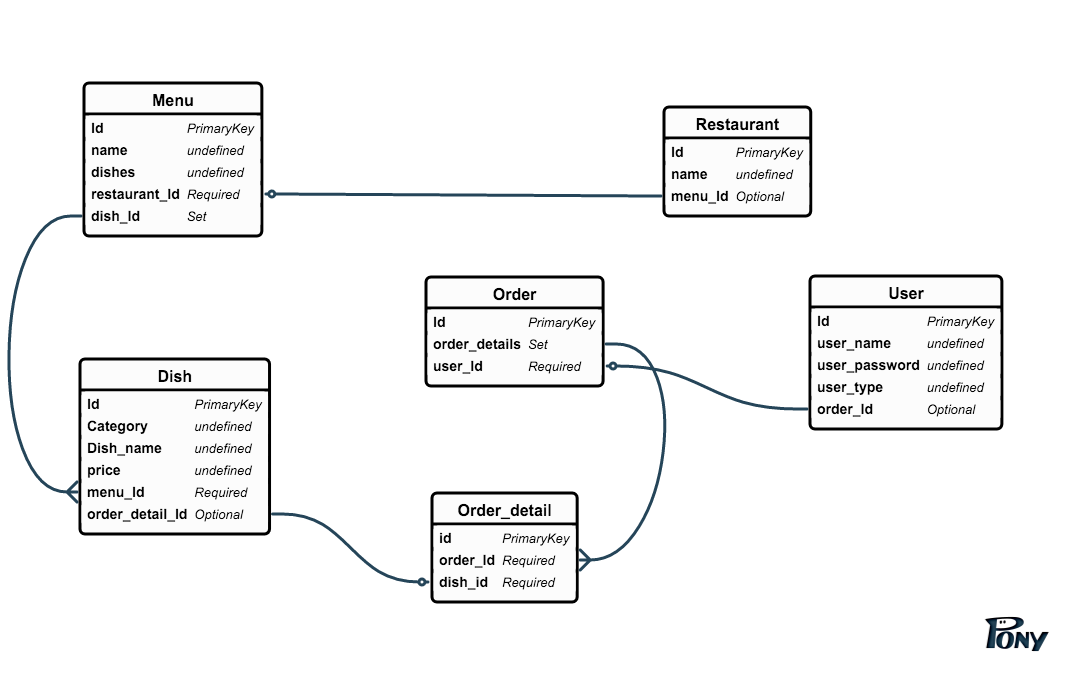 Menu
Id PrimaryKey
name undefined
dishes undefined
restaurant_Id Required
dish_Id Set
Restaurant
Id PrimaryKey
name undefined
menu_Id Optional
Order
Id PrimaryKey
order_details Set
user_Id Required
User
Id PrimaryKey
user_name undefined
user_password undefined
user_type undefined
order_Id Optional
Dish
Id PrimaryKey
Category undefined
Dish_name undefined
price undefined
menu_Id Required
order_detail_Id Optional
Order_detail
id PrimaryKey
order_Id Required
dish_id Required
PONY